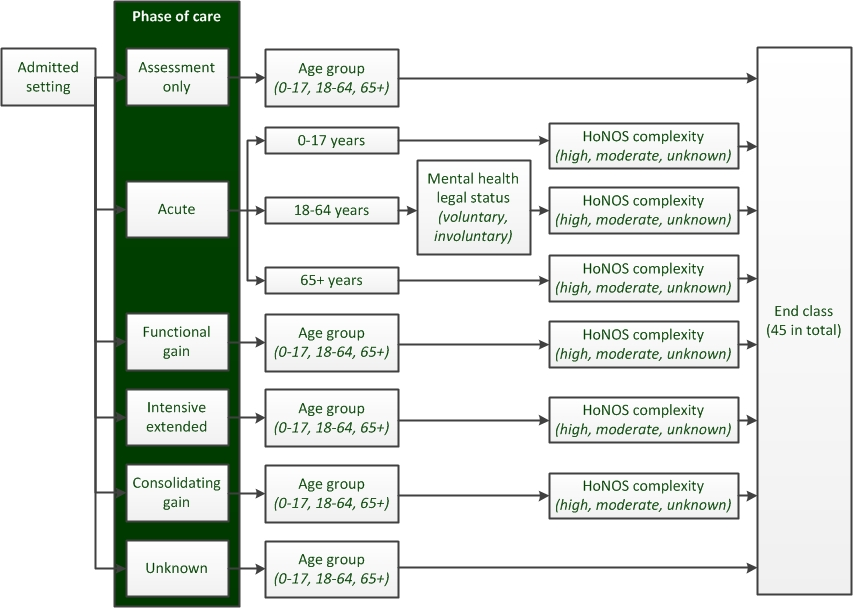 Phase of care
Admitted
setting
Assessment
only
Age group
(0-17, 18-64, 65+)
Acute
0-17 years
HoNOS complexity
(high, moderate, unknown)
18-64 years
Mental health
legal status
(voluntary,
involuntary)
HoNOS complexity
(high, moderate, unknown)
65+ years
HoNOS complexity
(high, moderate, unknown)
Functional
gain
Age group
(0-17, 18-64, 65+)
HoNOS complexity
(high, moderate, unknown)
Intensive
extended
Age group
(0-17, 18-64, 65+)
HoNOS complexity
(high, moderate, unknown)
Consolidating
gain
Age group
(0-17, 18-64, 65+)
HoNOS complexity
(high, moderate, unknown)
Unknown
Age group
(0-17, 18-64, 65+)
End class
(45 in total)